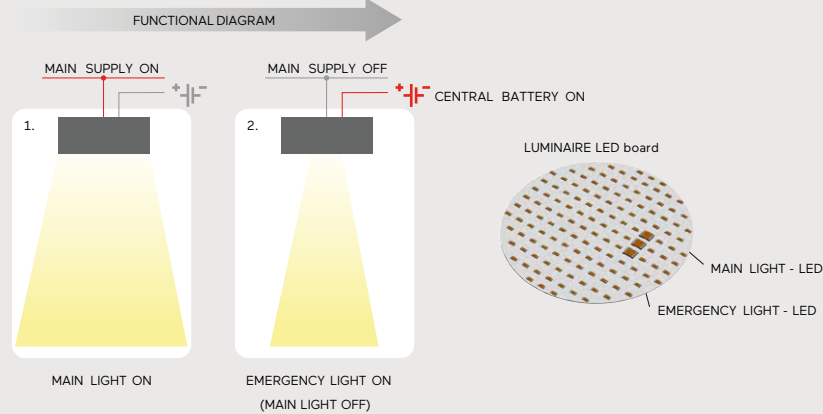 FUNCTIONAL DIAGRAM
MAIN SUPPLY ON
MAIN SUPPLY OFF
+ -
+ -
CENTRAL BATTERY ON
1.
2.
LUMINAIRE LED board
MAIN LIGHT - LED
EMERGENCY LIGHT - LED
MAIN LIGHT ON
EMERGENCY LIGHT ON
(MAIN LIGHT OFF)